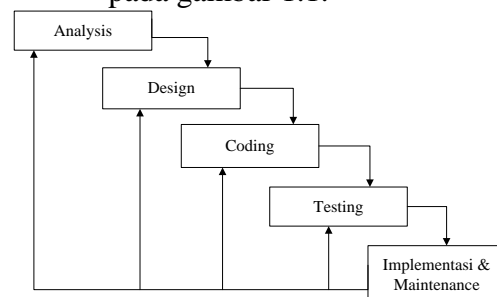 pada gambar 1.1.
Analysis
Design
Coding
Testing
Implementasi &
Maintenance